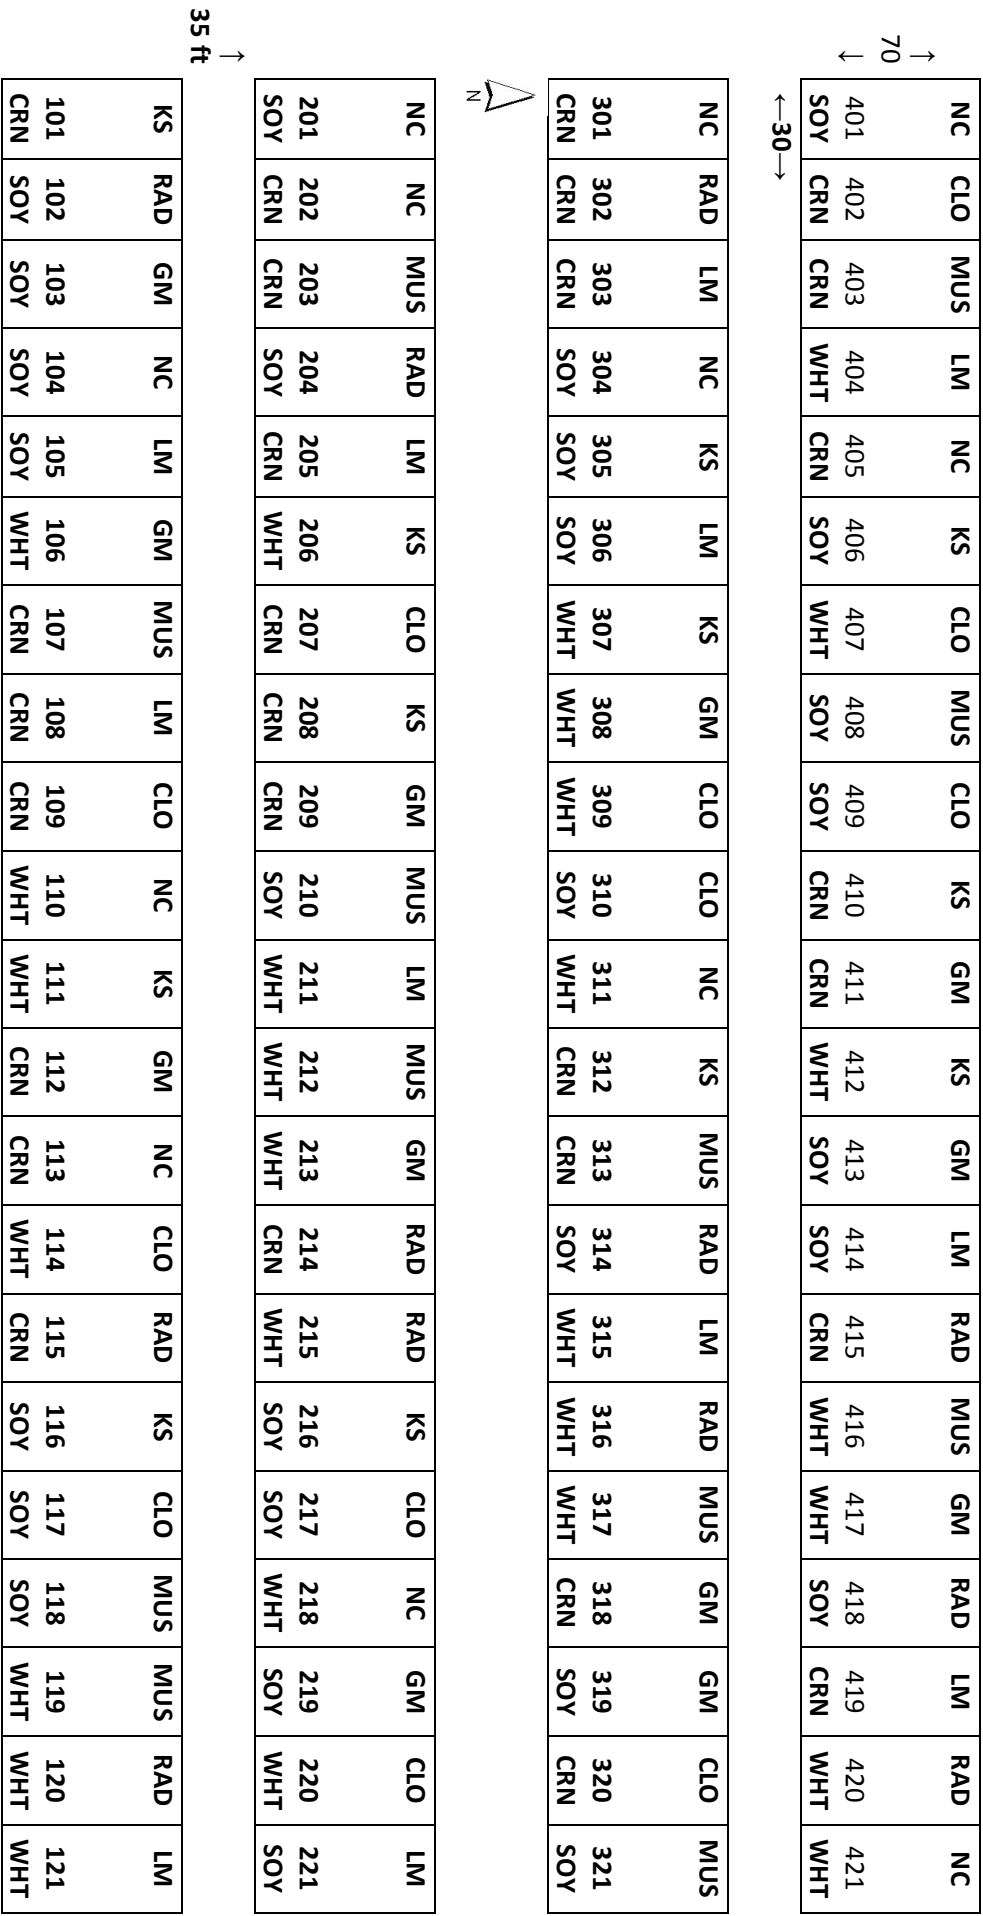 ↑
70
↓
NC CLO MUS LM NC KS CLO MUS CLO KS GM KS GM LM RAD MUS GM RAD LM RAD NC
401 402 403 404 405 406 407 408 409 410 411 412 413 414 415 416 417 418 419 420 421
SOY CRN CRN WHT CRN SOY WHT SOY SOY CRN CRN WHT SOY SOY CRN WHT WHT SOY CRN WHT WHT
←30→
NC RAD LM NC KS LM KS GM CLO CLO NC KS MUS RAD LM RAD MUS GM GM CLO MUS
301 302 303 304 305 306 307 308 309 310 311 312 313 314 315 316 317 318 319 320 321
CRN CRN CRN SOY SOY SOY WHT WHT WHT SOY WHT CRN CRN SOY WHT WHT WHT CRN SOY CRN SOY
N
NC NC MUS RAD LM KS CLO KS GM MUS LM MUS GM RAD RAD KS CLO NC GM CLO LM
201 202 203 204 205 206 207 208 209 210 211 212 213 214 215 216 217 218 219 220 221
SOY CRN CRN SOY CRN WHT CRN CRN CRN SOY WHT WHT WHT CRN WHT SOY SOY WHT SOY WHT SOY
↑
35 ft
KS RAD GM NC LM GM MUS LM CLO NC KS GM NC CLO RAD KS CLO MUS MUS RAD LM
101 102 103 104 105 106 107 108 109 110 111 112 113 114 115 116 117 118 119 120 121
CRN SOY SOY SOY SOY WHT CRN CRN CRN WHT WHT CRN CRN WHT CRN SOY SOY SOY WHT WHT WHT